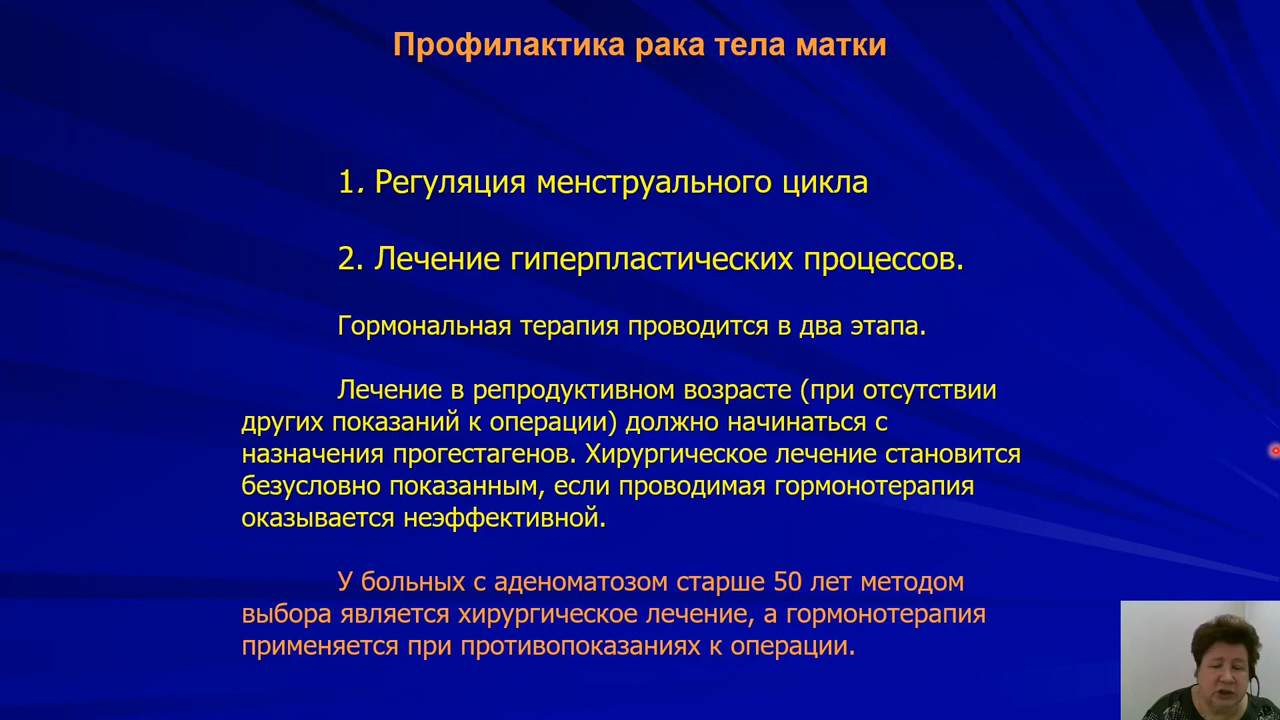 Профилактика рака тела матки
1. Регуляция менструального цикла
2. Лечение гиперпластических процессов.
Гормональная терапия проводится в два этапа.
Лечение в репродуктивном возрасте (при отсутствии
других показаний к операции) должно начинаться с
назначения прогестагенов. Хирургическое лечение становится
безусловно показанным, если проводимая гормонотерапия
оказывается неэффективной.
У больных с аденоматозом старше 50 лет методом
выбора является хирургическое лечение, а гормонотерапия
применяется при противопоказаниях к операции.